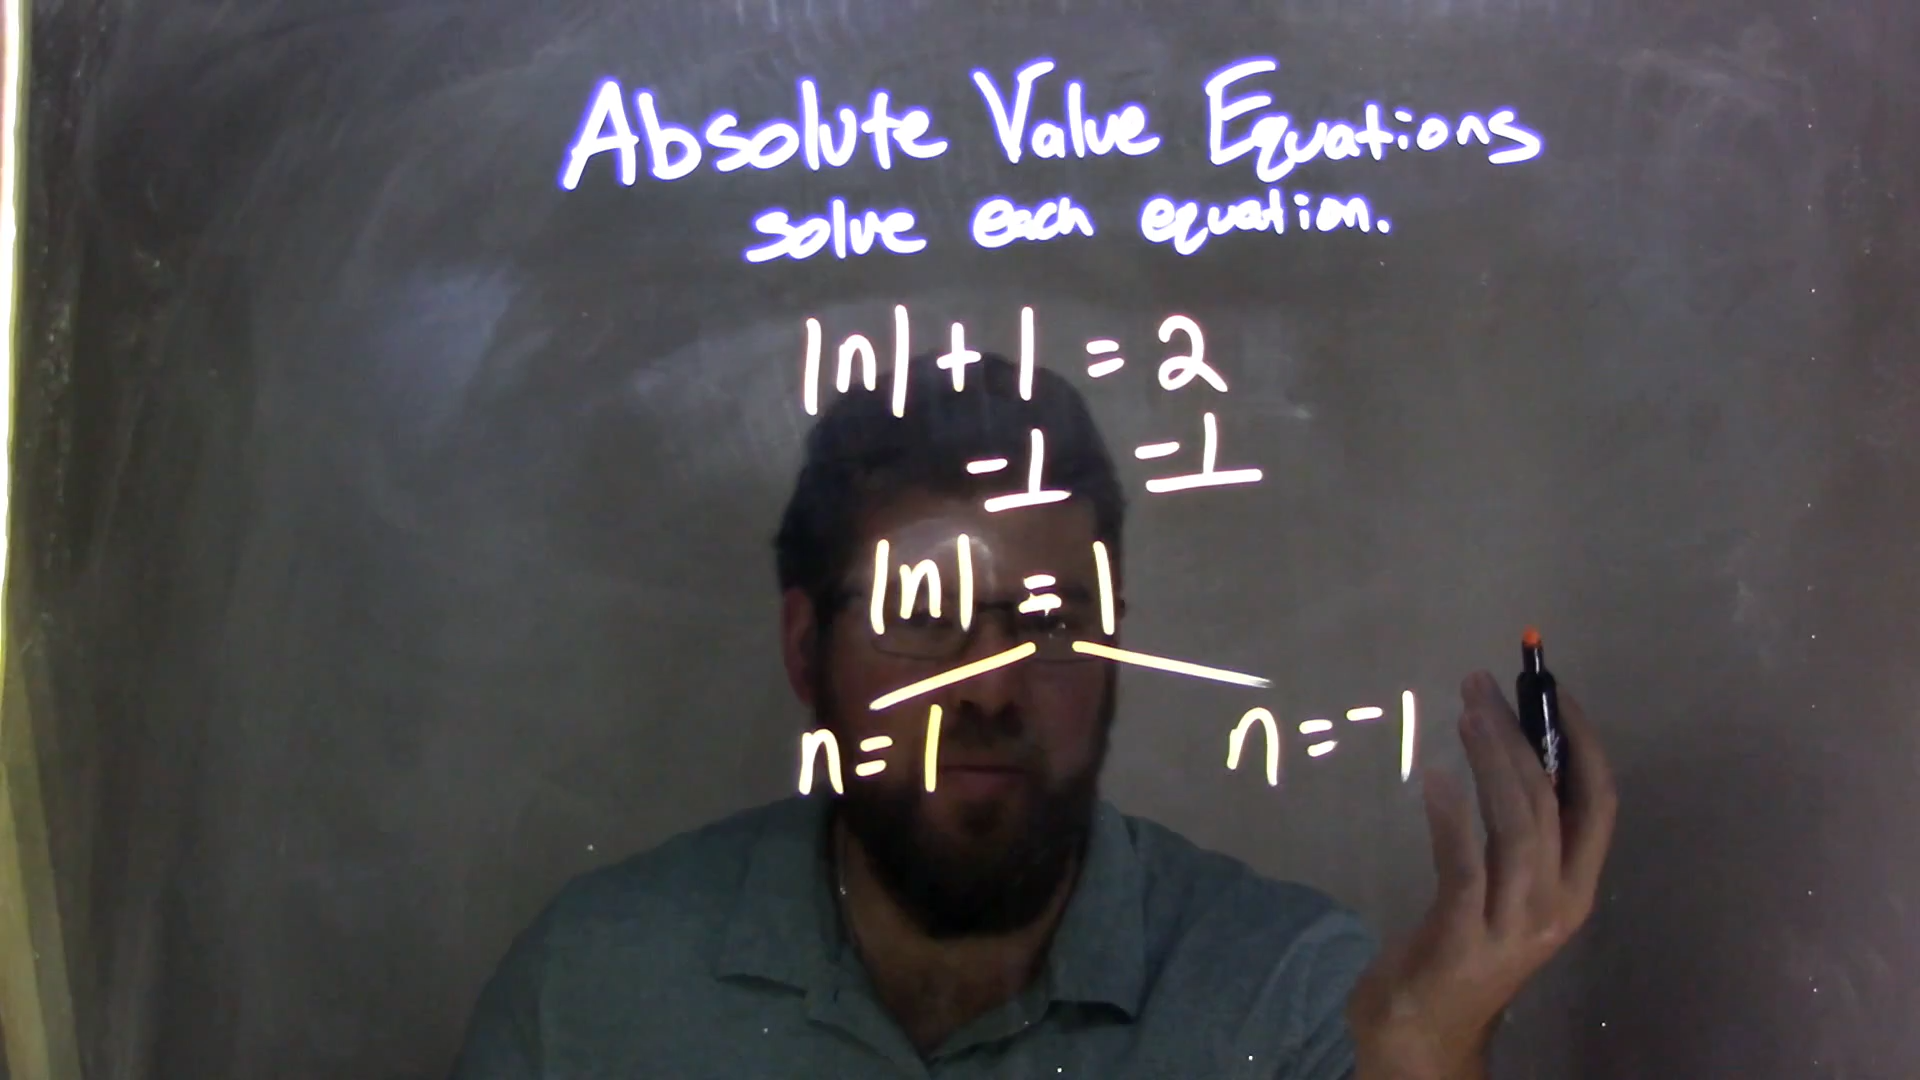 Absolute Value Equations
solve each equation.
|n| + 1 = 2
-1 -1
|n| = 1
n = 1 n = -1